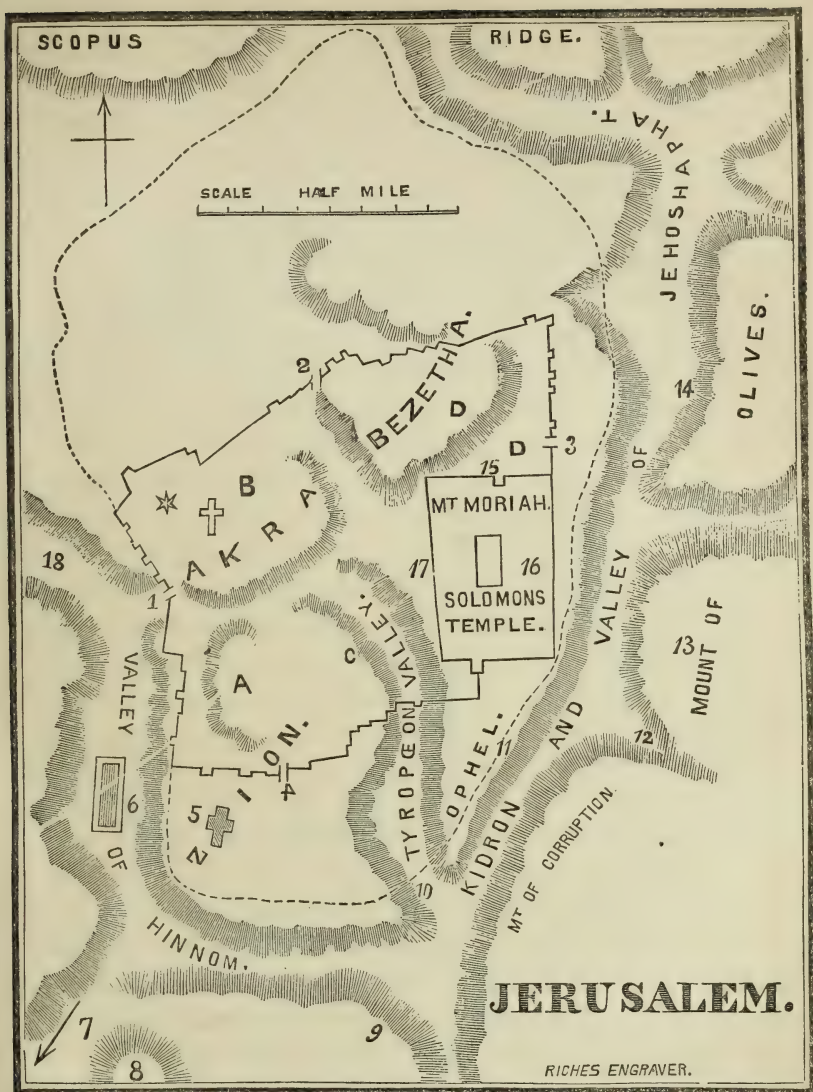 SCOPUS
RIDGE.
SCALE HALF MILE
VALLEY OF JEHOSHAPHAT.
AND
KIDRON
BEZETHA.
2
D
D
3
14
MOUNT OF OLIVES.
15
B
AKRA
MT MORIAH.
17
16
SOLOMONS
TEMPLE.
18
1
VALLEY OF HINNOM.
A
C
TYROPŒON VALLEY.
13
12
OPHEL.
11
ZION.
4
5
6
10
MT OF CORRUPTION.
7
8
9
JERUSALEM.
RICHES ENGRAVER.